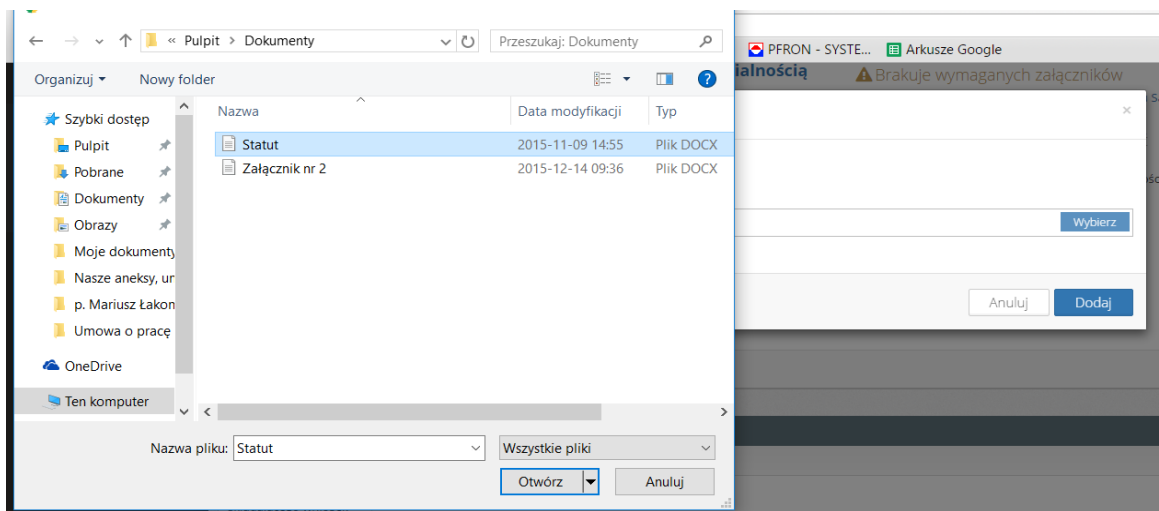 « Pulpit > Dokumenty
Przeszukaj: Dokumenty
Organizuj
Nowy folder
Szybki dostęp
Pulpit
Pobrane
Dokumenty
Obrazy
Moje dokumenty
Nasze aneksy, um
p. Mariusz Łakon
Umowa o pracę
OneDrive
Ten komputer
Nazwa
Data modyfikacji
Typ
Statut
2015-11-09 14:55
Plik DOCX
Załącznik nr 2
2015-12-14 09:36
Plik DOCX
Nazwa pliku:
Statut
Wszystkie pliki
Otwórz
Anuluj
PFRON - SYSTE...
Arkusze Google
ialnością
Brakuje wymaganych załączników
Wybierz
Anuluj
Dodaj